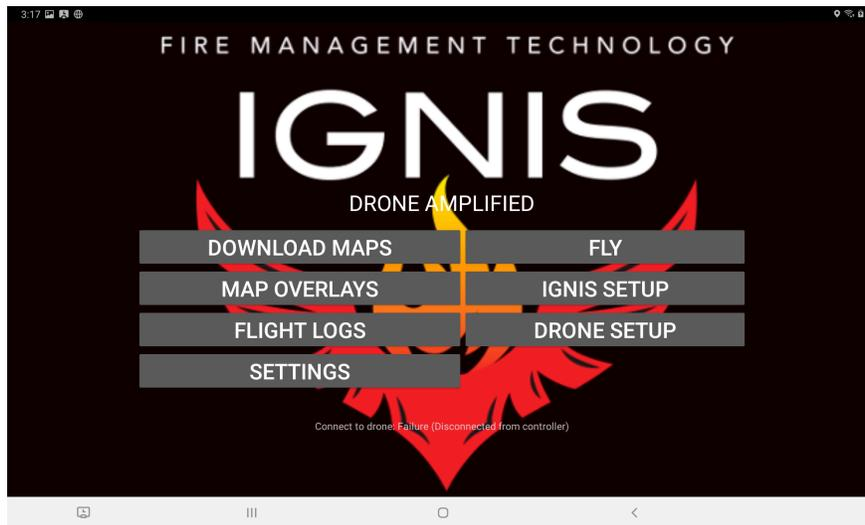 3:17
FIRE MANAGEMENT TECHNOLOGY
IGNIS
DRONE AMPLIFIED
DOWNLOAD MAPS
FLY
MAP OVERLAYS
IGNIS SETUP
FLIGHT LOGS
DRONE SETUP
SETTINGS
Connect to drone: Failure (Disconnected from controller)